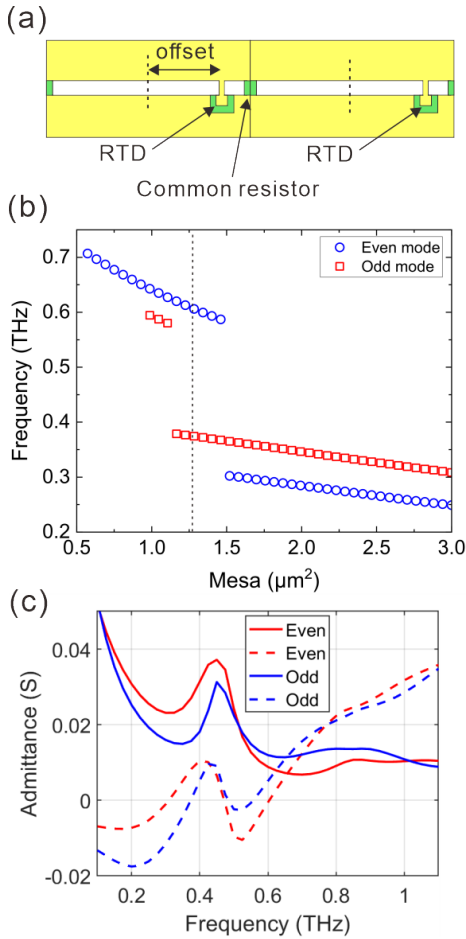 (a)
offset
RTD
RTD
Common resistor
(b)
Even mode
Odd mode
0.7
0.6
0.5
0.4
0.3
0.2
Frequency (THz)
0.5
1.0
1.5
2.0
2.5
3.0
Mesa (μm²)
(c)
Even
Even
Odd
Odd
0.04
0.02
0
-0.02
Admittance (S)
0.2
0.4
0.6
0.8
1
Frequency (THz)